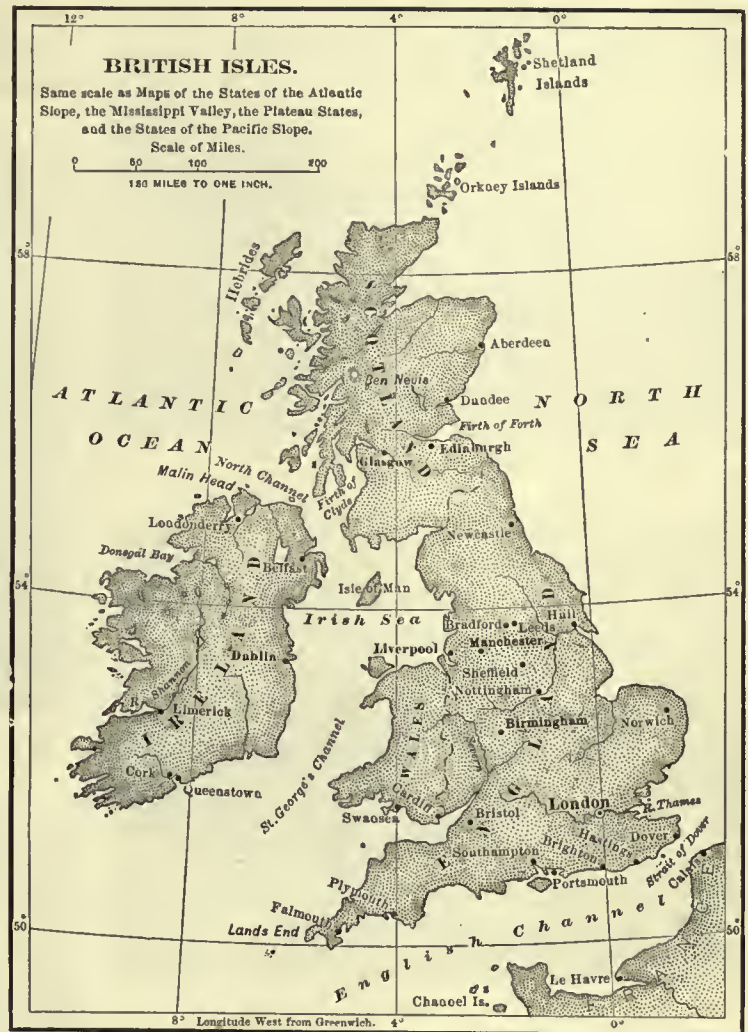 12°
8°
4°
0°
BRITISH ISLES.
Same scale as Maps of the States of the Atlantic
Slope, the Mississippi Valley, the Plateau States,
and the States of the Pacific Slope.
Scale of Miles.
0 50 100 200
MILES TO ONE INCH.
Shetland
Islands
Orkney Islands
58°
58°
Hebrides
SCOTLAND
Aberdeen
Ben Nevis
Dundee
ATLANTIC
OCEAN
NORTH
SEA
Firth of Forth
Edinburgh
Glasgow
North Channel
Malin Head
Firth of
Clyde
Londonderry
Newcastle
Donegal Bay
Belfast
54°
54°
Isle of Man
Irish Sea
IRELAND
Bradford
Leeds
Hull
Liverpool
Manchester
Dublin
Sheffield
Nottingham
R. Shannon
Limerick
WALES
Birmingham
Norwich
Severn
ENGLAND
Cork
Queenstown
St. George's Channel
Cardiff
Swansea
London
R. Thames
Bristol
Southampton
Brighton
Hastings
Dover
Strait of Dover
Portsmouth
Plymouth
Falmouth
Lands End
50°
50°
English Channel
FRANCE
Le Havre
Channel Is.
8°
Longitude West from Greenwich.
4°
0°